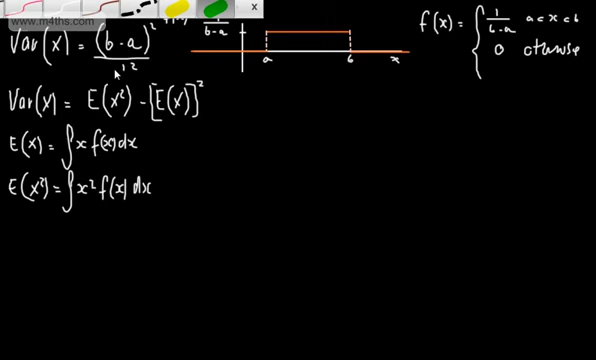 www.m4ths.com
Var(X) = (b-a)²/12
1/(b-a)
a b x
f(x) = { 1/(b-a) a<x<b
0 otherwise
Var(X) = E(X²) - [E(X)]²
E(X) = ∫ x f(x) dx
E(X²) = ∫ x² f(x) dx